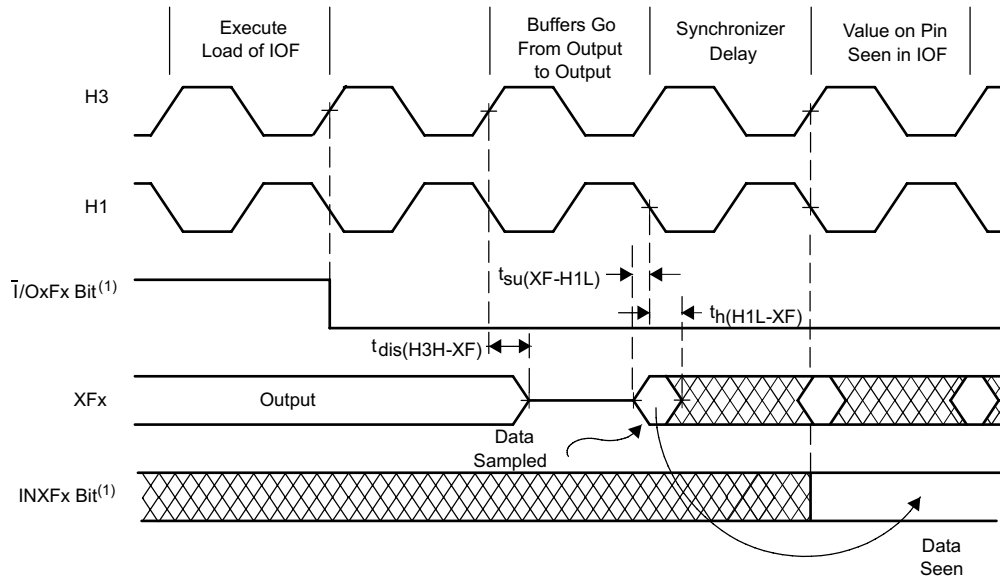 Execute
Load of IOF
Buffers Go
From Output
to Output
Synchronizer
Delay
Value on Pin
Seen in IOF
H3
H1
Ī/OxFx Bit(1)
tsu(XF-H1L)
th(H1L-XF)
tdis(H3H-XF)
XFx
Output
Data
Sampled
INXFx Bit(1)
Data
Seen